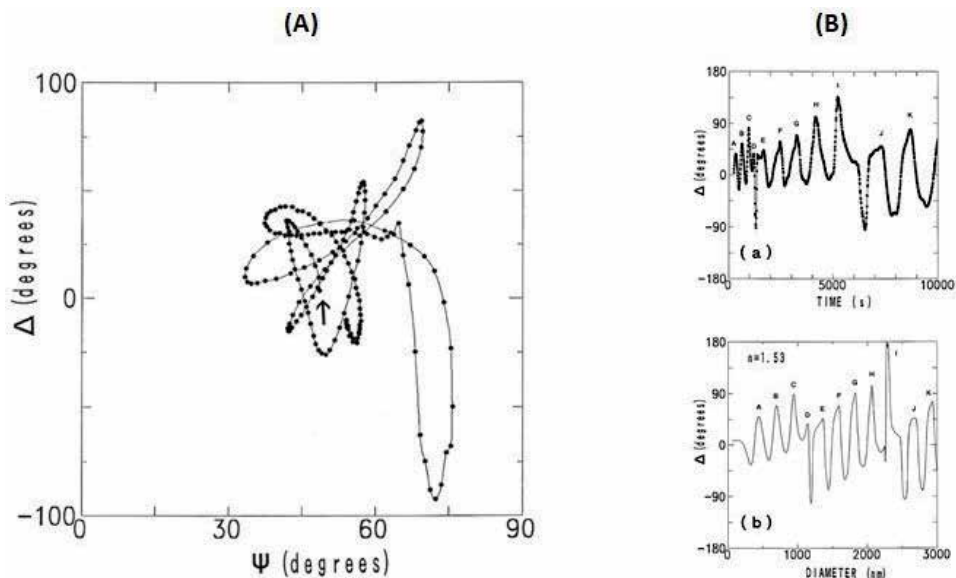 (A)
(B)
100
0
-100
Δ (degrees)
0
30
60
90
Ψ (degrees)
180
90
0
-90
-180
Δ (degrees)
A
B
C
D
E
F
G
H
I
J
K
(a)
0
5000
10000
TIME (s)
180
90
0
-90
-180
Δ (degrees)
n=1.53
A
B
C
D
E
F
G
H
I
J
K
(b)
0
1000
2000
3000
DIAMETER (nm)